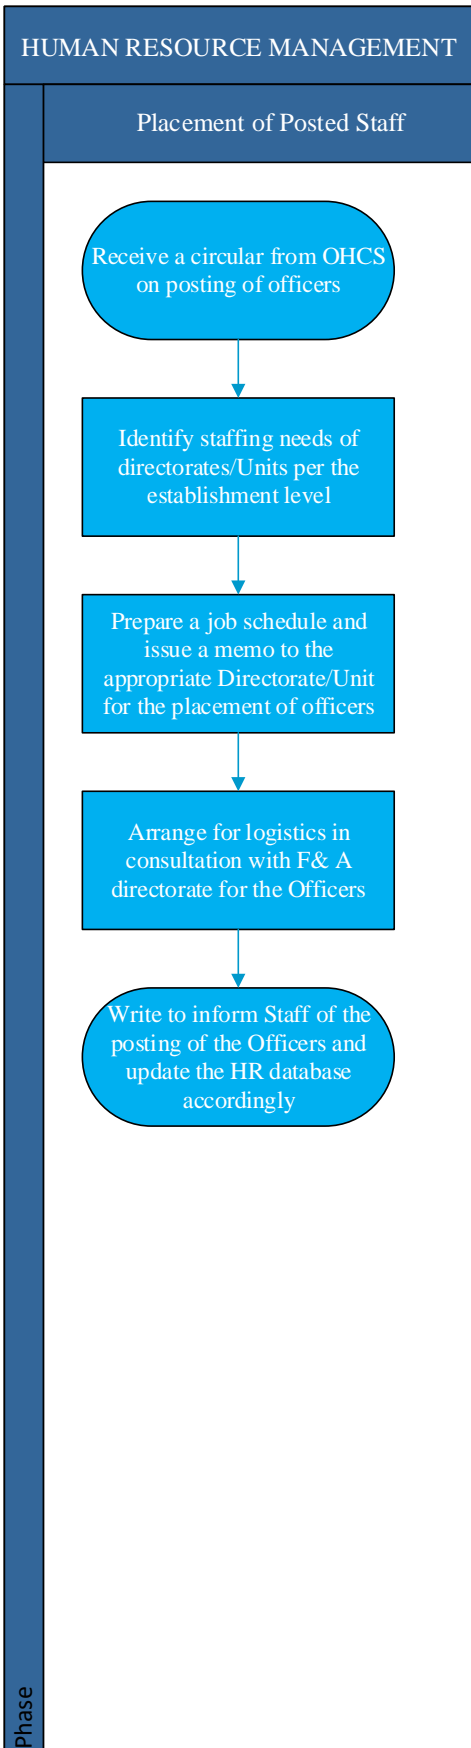 HUMAN RESOURCE MANAGEMENT
Placement of Posted Staff
Receive a circular from OHCS
on posting of officers
Identify staffing needs of
directorates/Units per the
establishment level
Prepare a job schedule and
issue a memo to the
appropriate Directorate/Unit
for the placement of officers
Arrange for logistics in
consultation with F& A
directorate for the Officers
Write to inform Staff of the
posting of the Officers and
update the HR database
accordingly
Phase